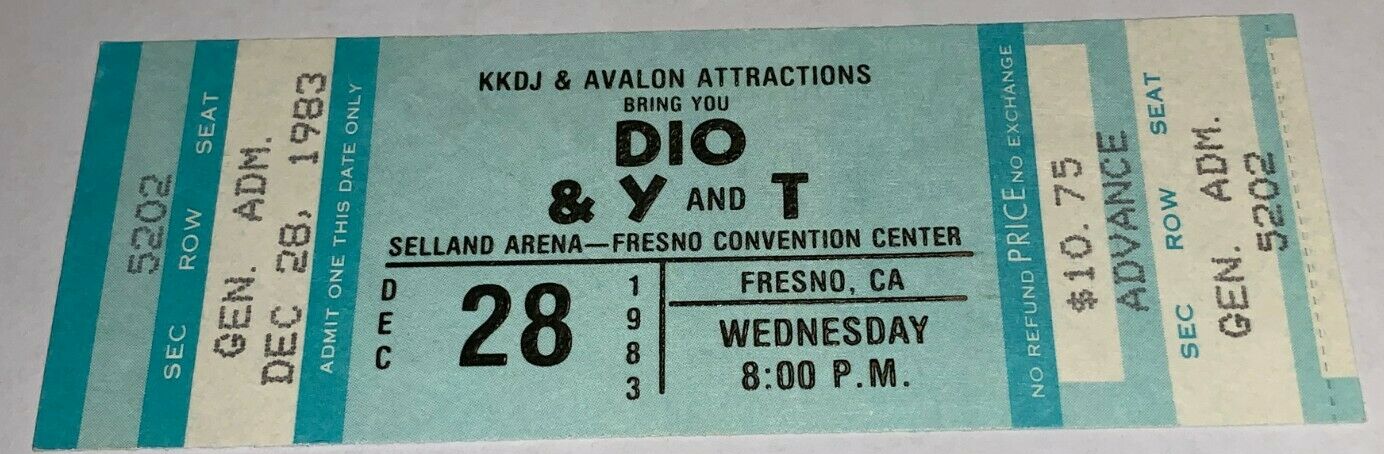 5202
SEC ROW SEAT
GEN. ADM.
DEC 28, 1983
ADMIT ONE THIS DATE ONLY
KKDJ & AVALON ATTRACTIONS
BRING YOU
DIO
& Y AND T
SELLAND ARENA—FRESNO CONVENTION CENTER
DEC
28
1983
FRESNO, CA
WEDNESDAY
8:00 P.M.
NO REFUND PRICE NO EXCHANGE
$10.75
ADVANCE
SEC ROW SEAT
GEN. ADM.
5202